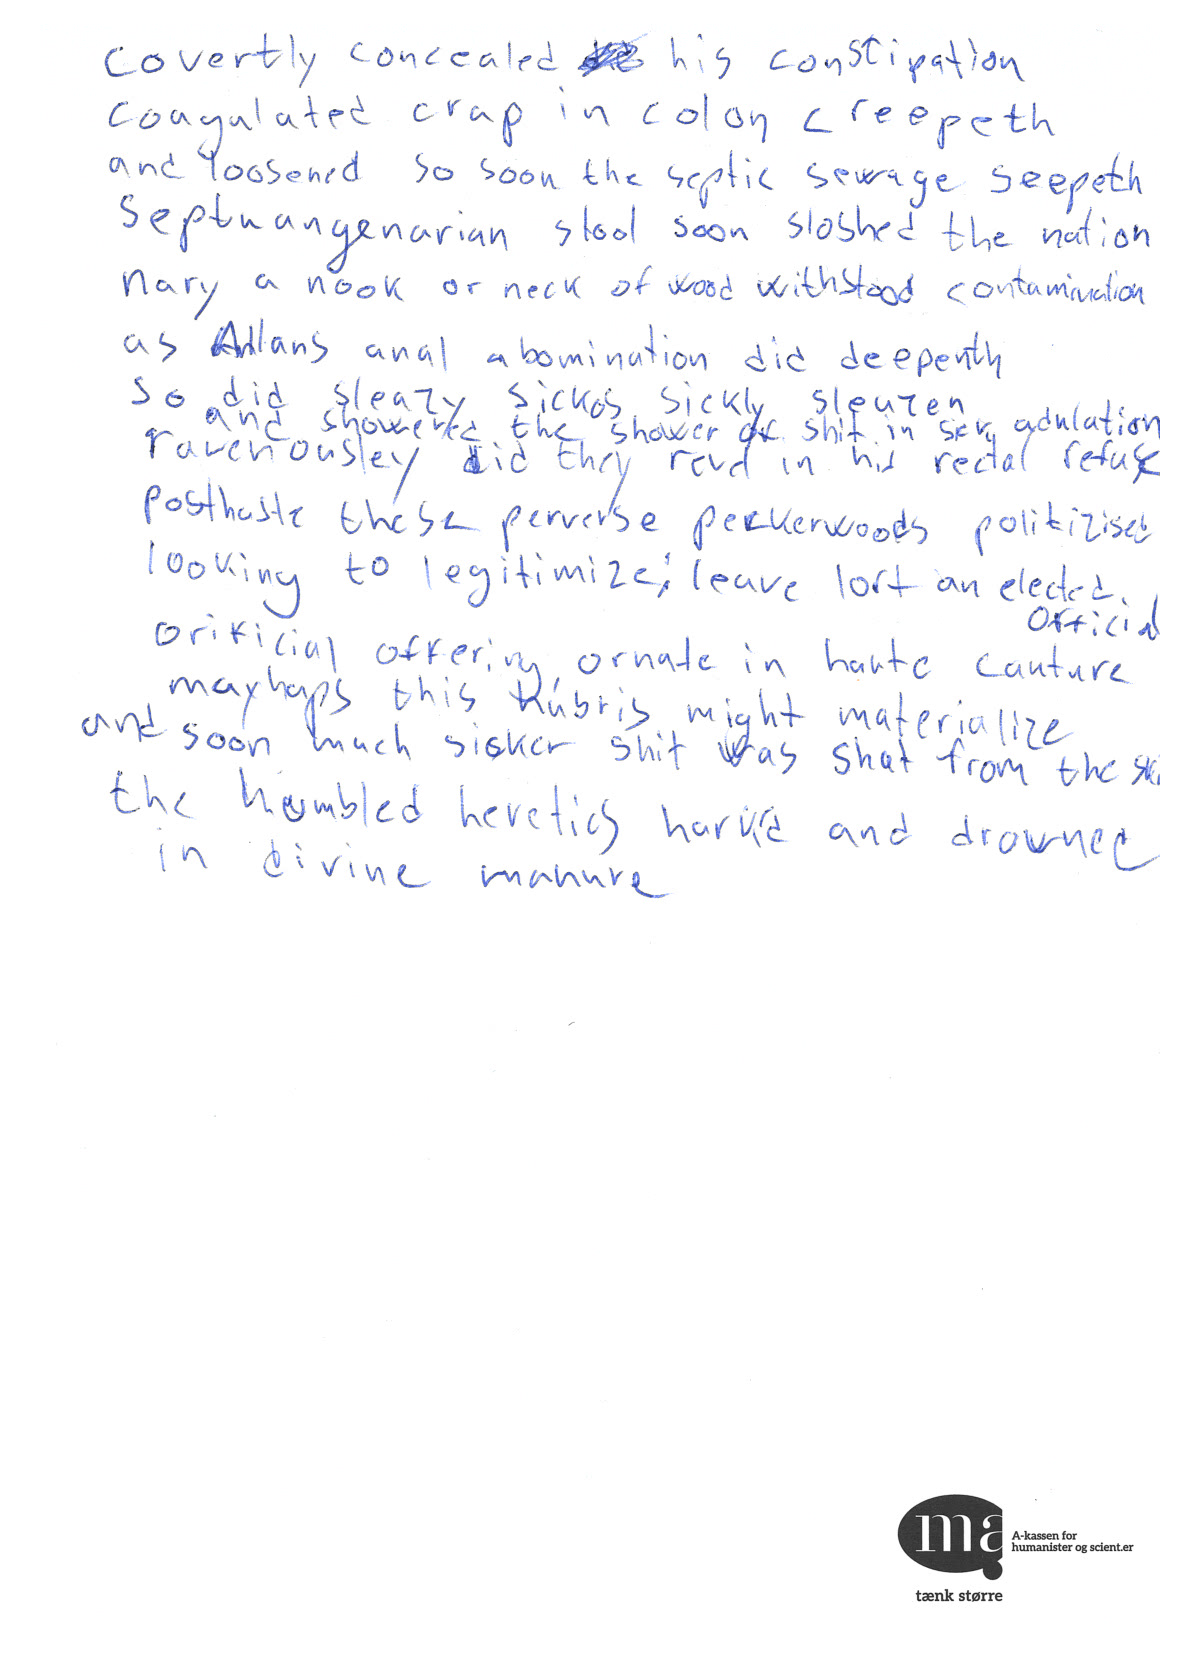 covertly concealed his constipation
coagulated crap in colon creepeth
and loosened so soon the septic sewage seepeth
Septuangenarian stool soon sloshed the nation
nary a nook or neck of wood withstood contamination
as Allans anal abomination did deepenth
so did sleazy sickos sickly sleuzen
and showered the shower of shit in sex adulation
ravenousley did they revel in his rectal refuse
posthaste these perverse peckerwoods politizised
looking to legitimize; leave lort an elected
official
orificial offering, ornate in haute cauture
mayhaps this hubris might materialize
and soon much sicker shit was shat from the
the humbled heretics hark'd and drowned
in divine manure
ma
A-kassen for
humanister og scient.er
tænk større